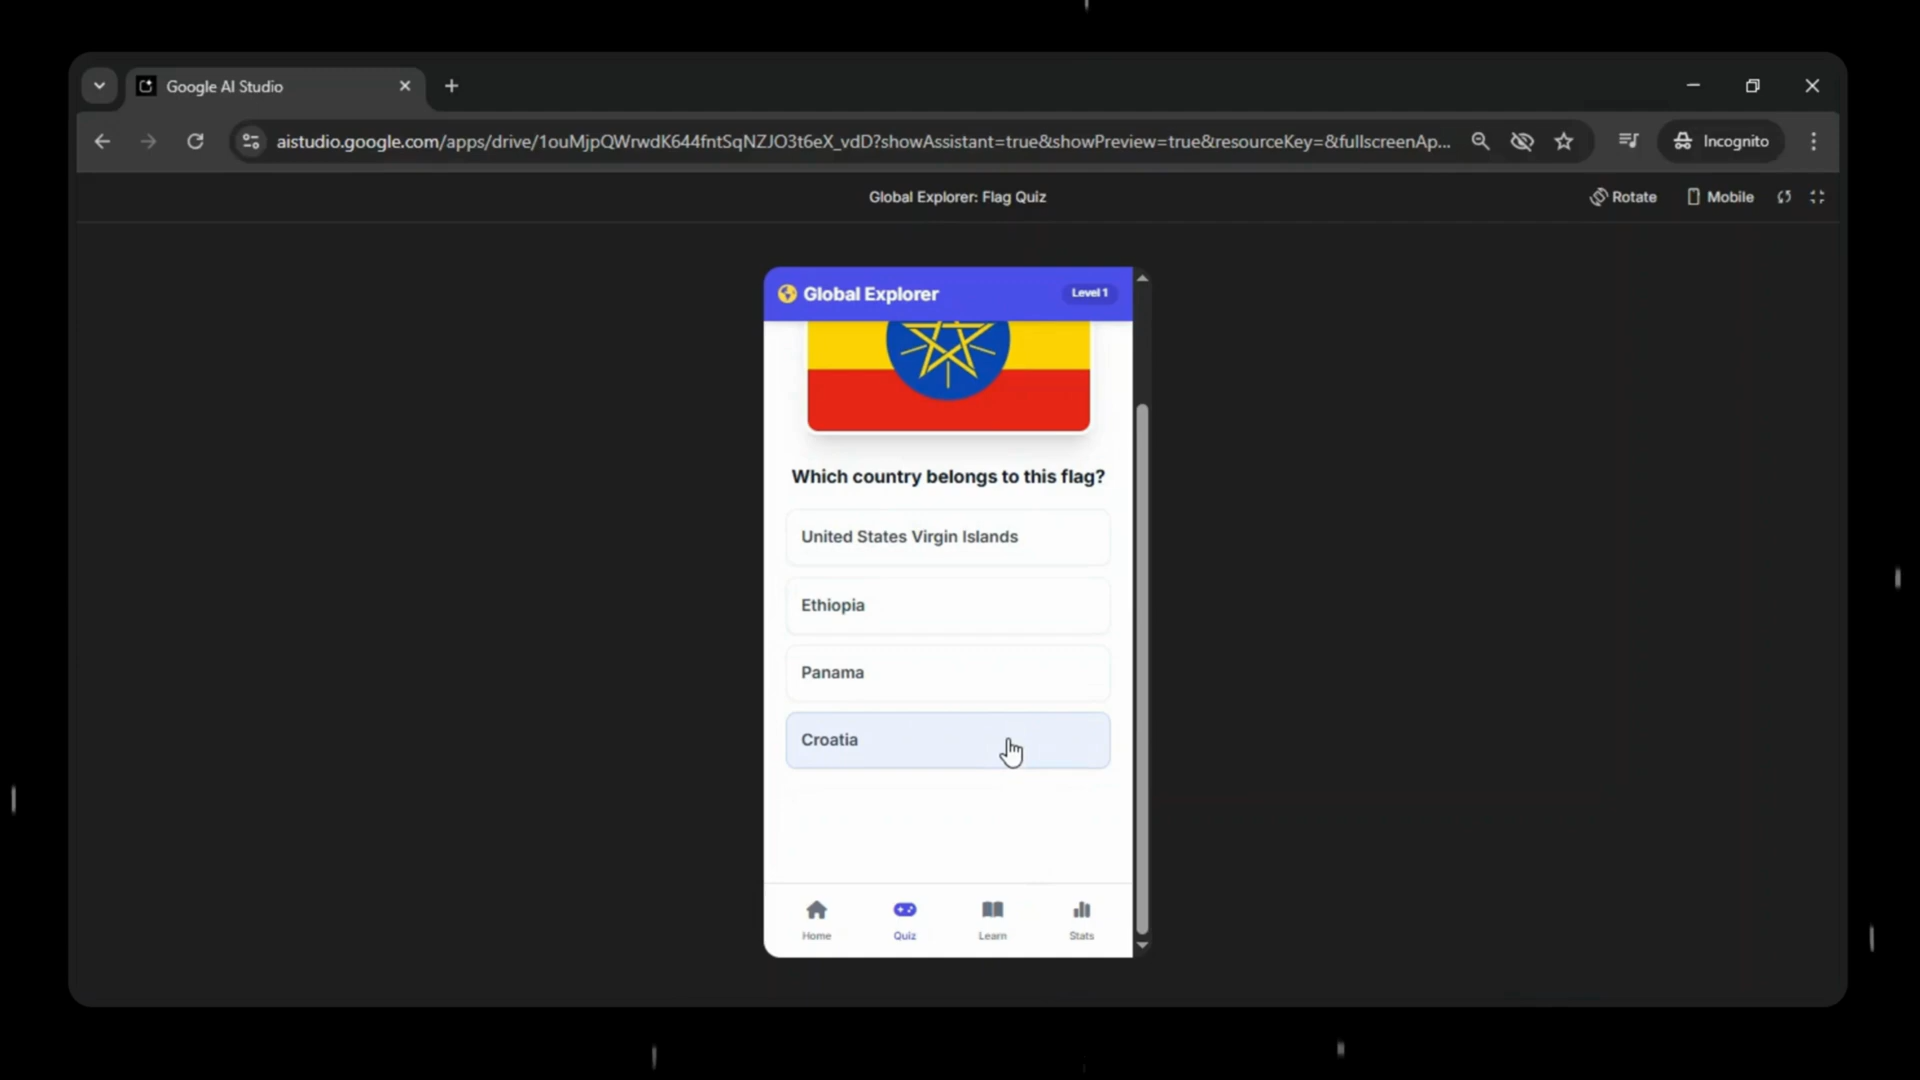 Google AI Studio
aistudio.google.com/apps/drive/1ouMjpQWrwdK644fntSqNZJO3t6eX_vdD?showAssistant=true&showPreview=true&resourceKey=&fullscreenAp...
Incognito
Global Explorer: Flag Quiz
Rotate
Mobile
Global Explorer
Level 1
Which country belongs to this flag?
United States Virgin Islands
Ethiopia
Panama
Croatia
Home
Quiz
Learn
Stats